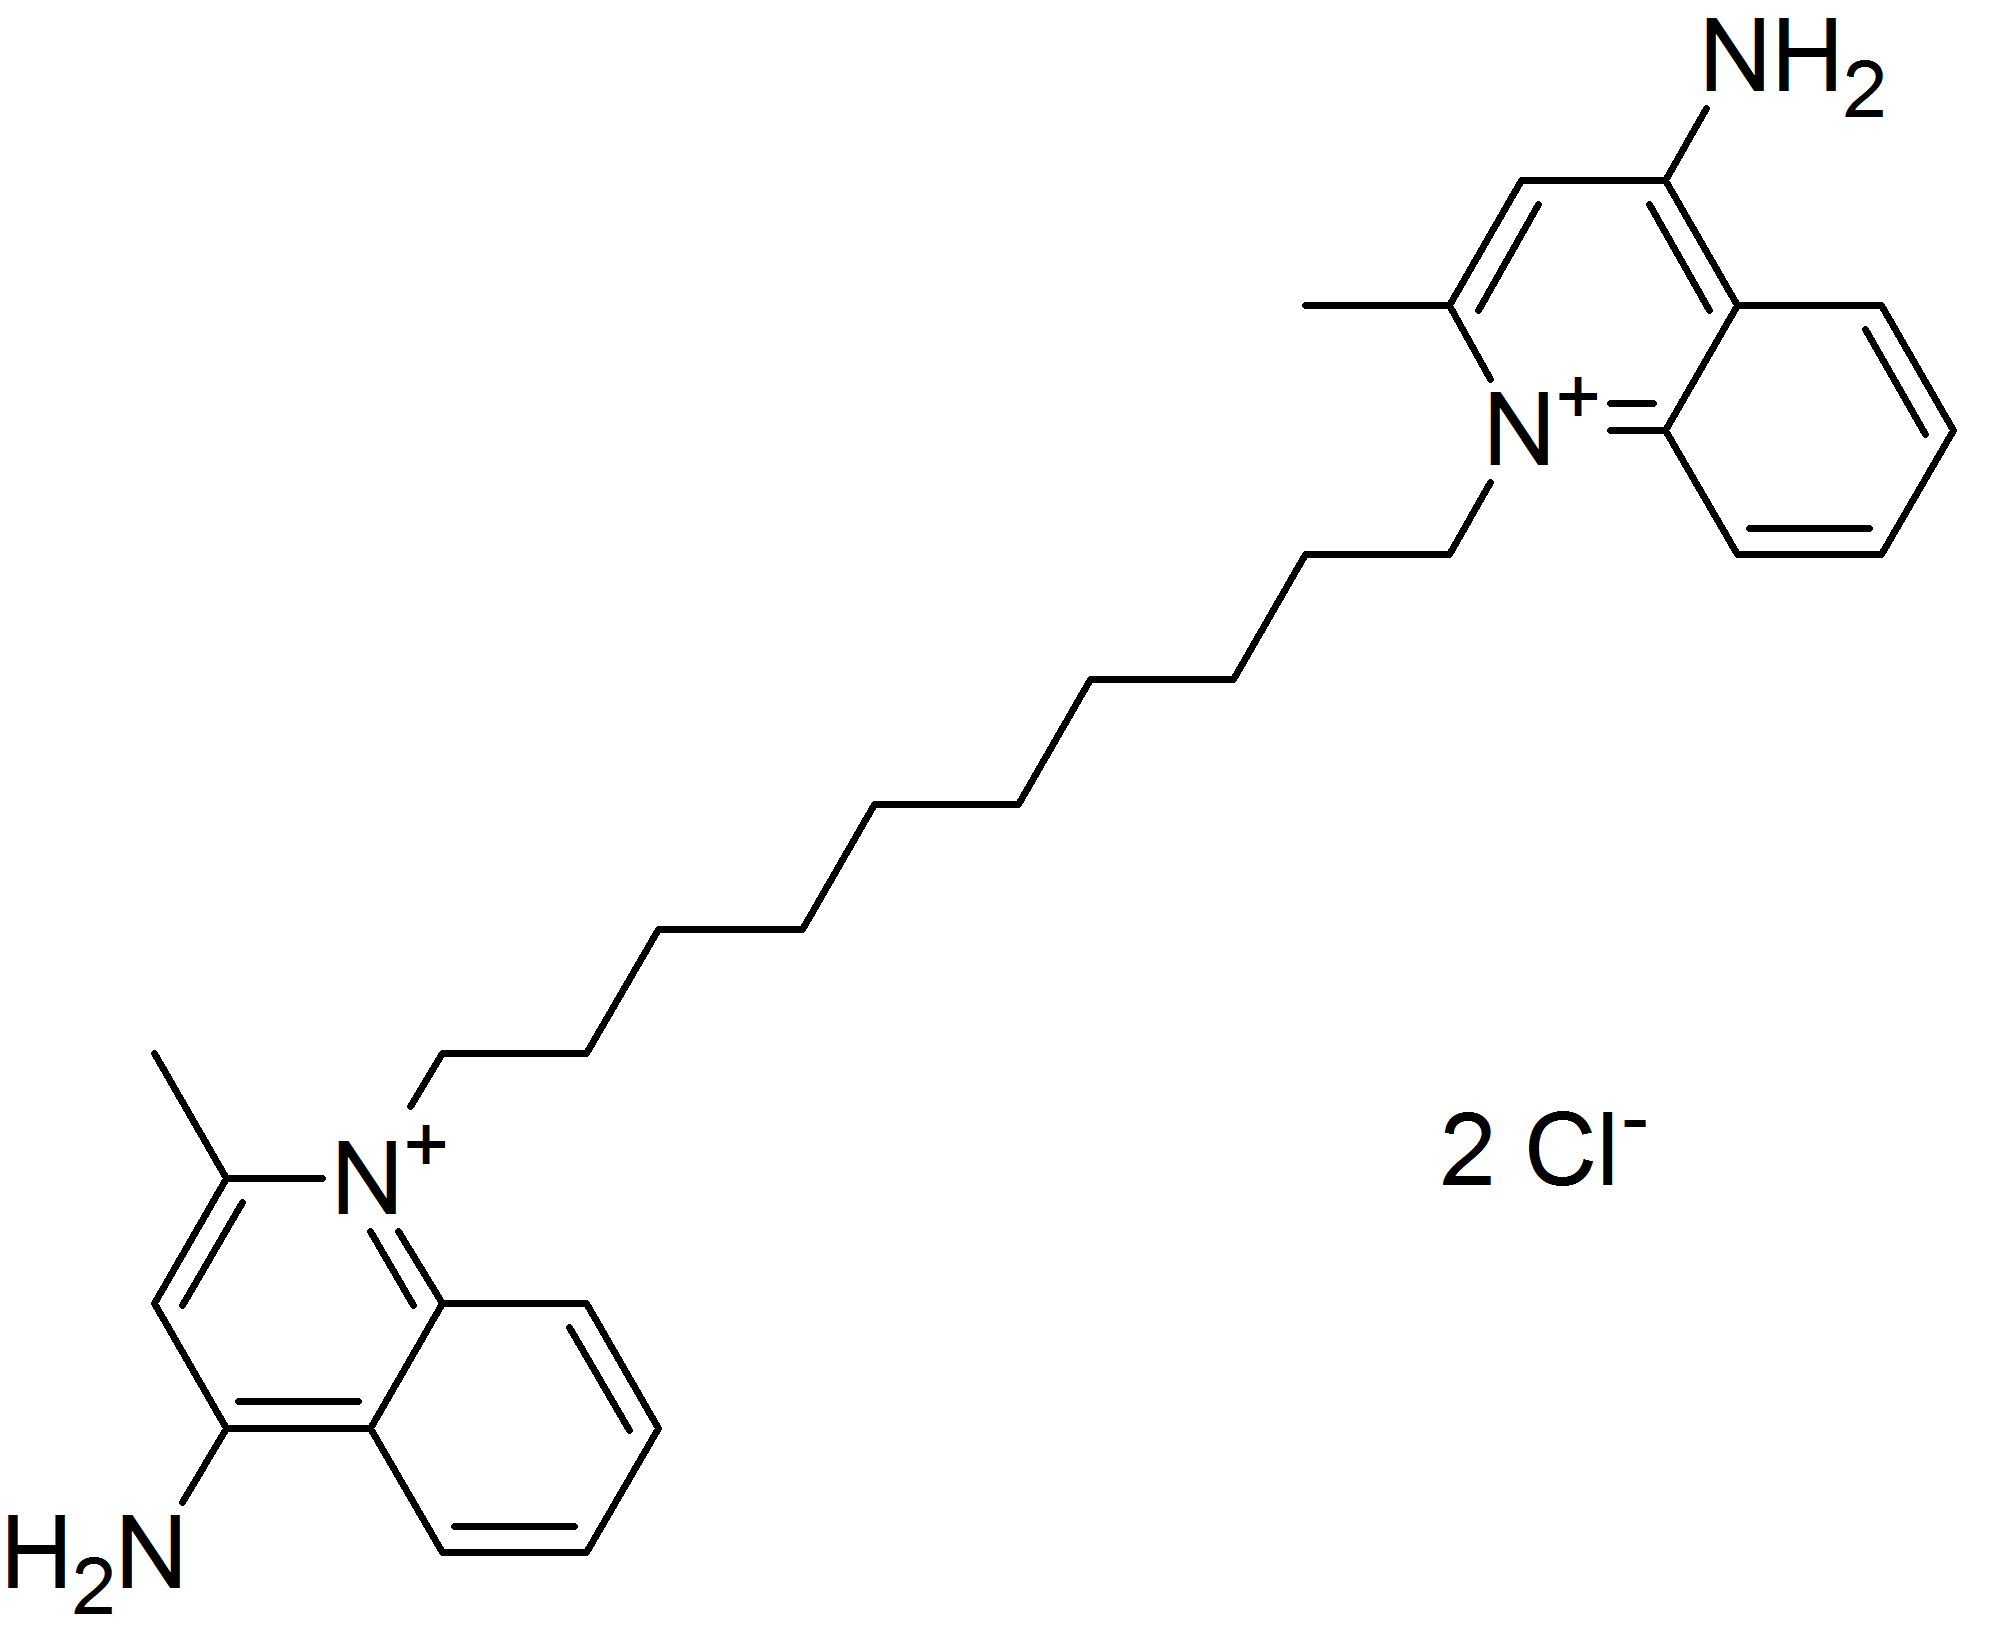 NH2
N+
N+
2 Cl-
H2N